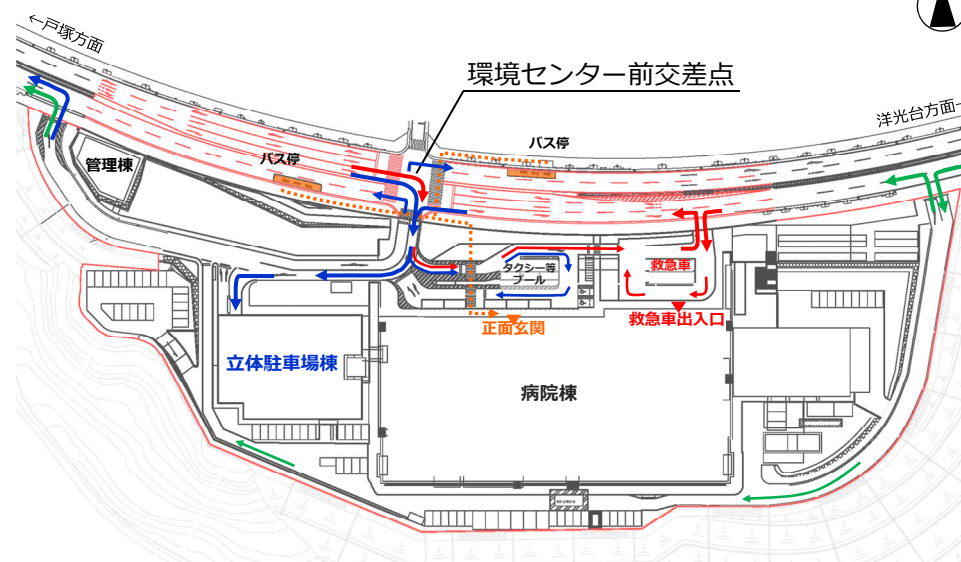 ←戸塚方面
環境センター前交差点
洋光台方面→
バス停
バス停
管理棟
タクシー等
プール
救急車
救急車出入口
正面玄関
立体駐車場棟
病院棟